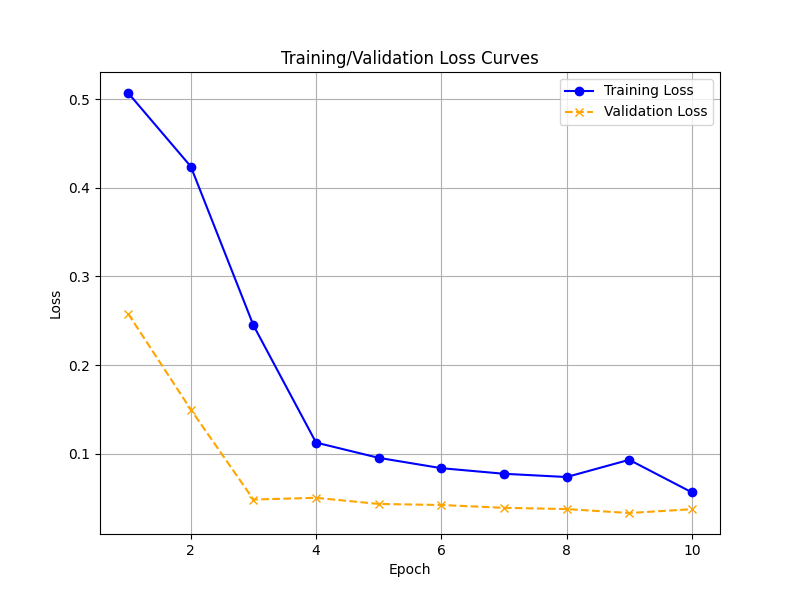 Training/Validation Loss Curves
Training Loss
Validation Loss
0.5
0.4
0.3
0.2
0.1
Loss
2 4 6 8 10
Epoch